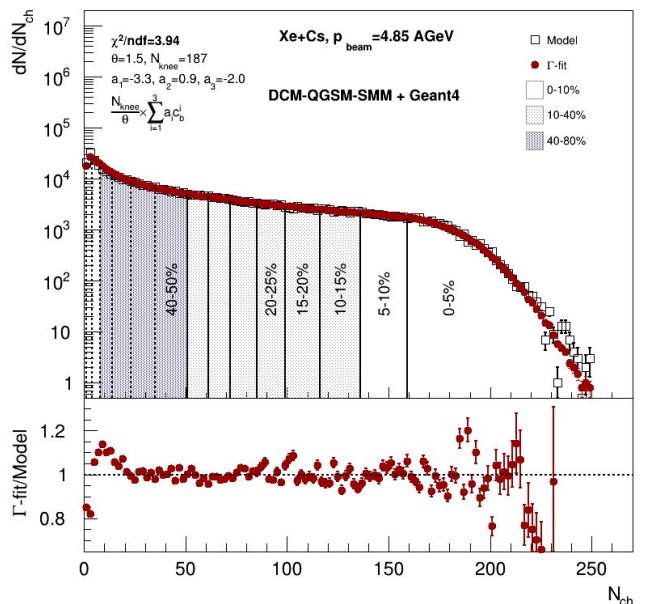 dN/dN_ch
10^7
10^6
10^5
10^4
10^3
10^2
10
1
χ²/ndf=3.94
θ=1.5, N_knee=187
a_1=-3.3, a_2=0.9, a_3=-2.0
N_knee/θ × ∑_{i=1}^{3} a_i c_b^i
Xe+Cs, p_beam=4.85 AGeV
DCM-QGSM-SMM + Geant4
Model
Γ-fit
0-10%
10-40%
40-80%
40-50%
20-25%
15-20%
10-15%
5-10%
0-5%
Γ-fit/Model
1.2
1
0.8
0 50 100 150 200 250
N_ch